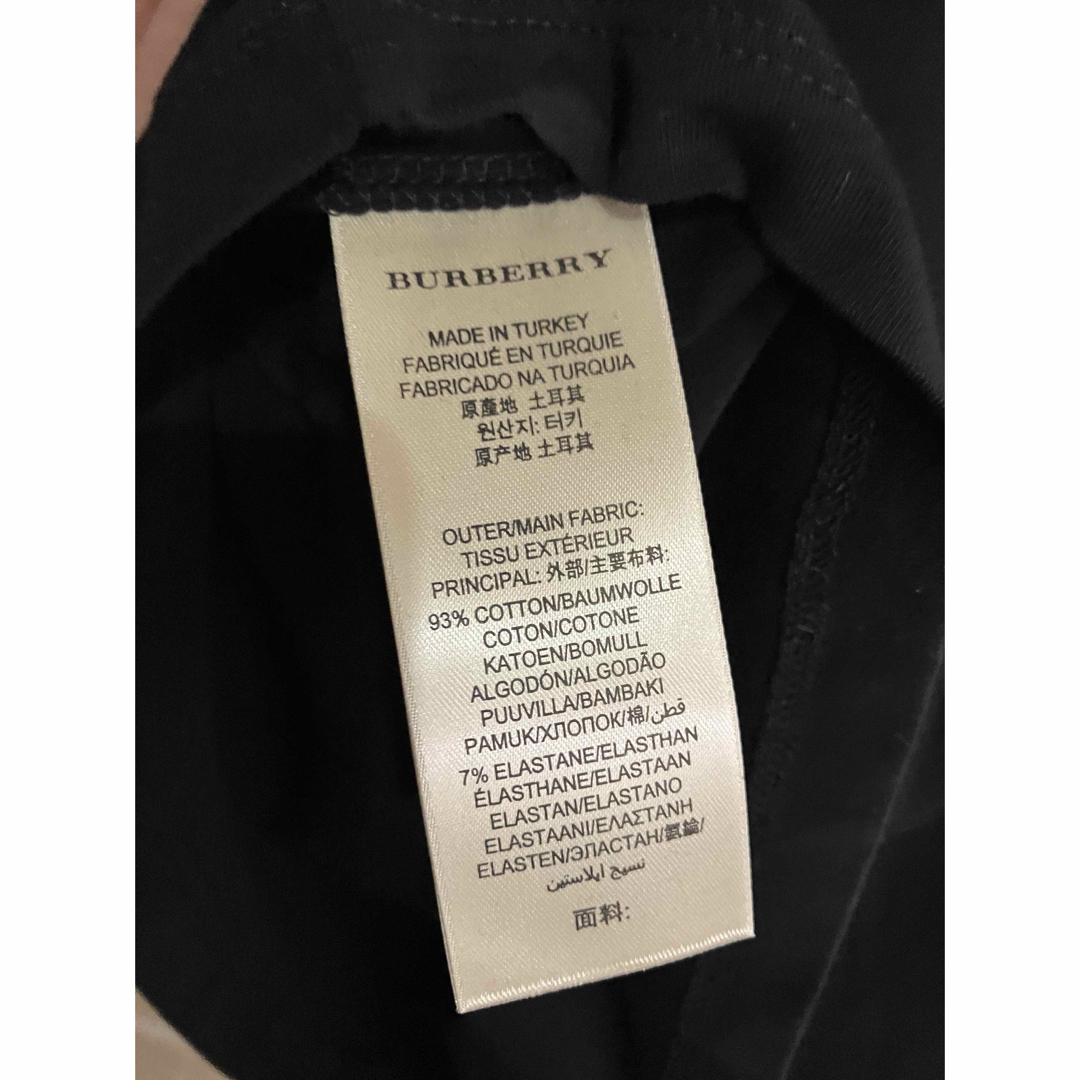 BURBERRY
MADE IN TURKEY
FABRIQUÉ EN TURQUIE
FABRICADO NA TURQUIA
原產地 土耳其
원산지: 터키
原产地 土耳其
OUTER/MAIN FABRIC:
TISSU EXTÉRIEUR
PRINCIPAL: 外部/主要布料:
93% COTTON/BAUMWOLLE
COTON/COTONE
KATOEN/BOMULL
ALGODÓN/ALGODÃO
PUUVILLA/BAMBAKI
PAMUK/ХЛОПОК/棉/قطن
7% ELASTANE/ELASTHAN
ÉLASTHANE/ELASTAAN
ELASTAN/ELASTANO
ELASTAANI/ΕΛΑΣΤΑΝΗ
ELASTEN/ЭЛАСТАН/氨綸/
نسيج ايلاستين
面料: